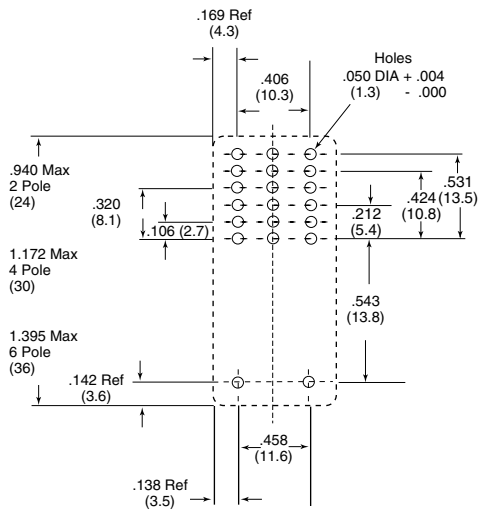 .169 Ref
(4.3)
.406
(10.3)
Holes
.050 DIA + .004
(1.3) - .000
.940 Max
2 Pole
(24)
.320
(8.1)
.106 (2.7)
.531
(13.5)
.424
(10.8)
.212
(5.4)
1.172 Max
4 Pole
(30)
.543
(13.8)
1.395 Max
6 Pole
(36)
.142 Ref
(3.6)
.458
(11.6)
.138 Ref
(3.5)